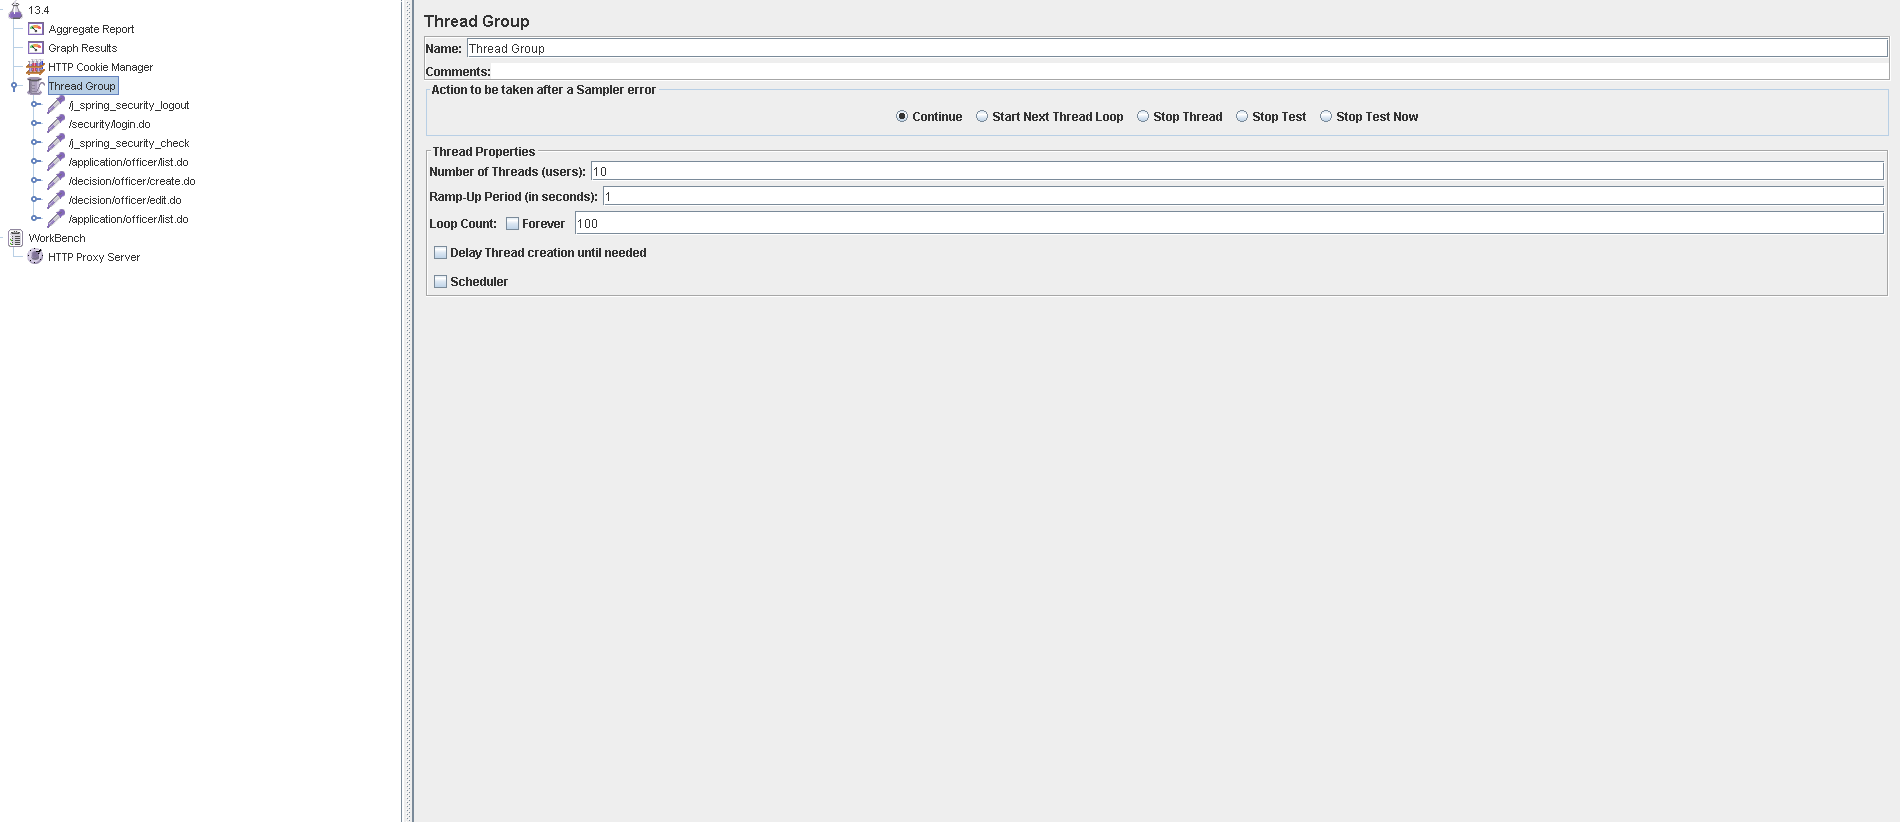 13.4
Aggregate Report
Graph Results
HTTP Cookie Manager
Thread Group
/j_spring_security_logout
/security/login.do
/j_spring_security_check
/application/officer/list.do
/decision/officer/create.do
/decision/officer/edit.do
/application/officer/list.do
WorkBench
HTTP Proxy Server
Thread Group
Name: Thread Group
Comments:
Action to be taken after a Sampler error
Continue Start Next Thread Loop Stop Thread Stop Test Stop Test Now
Thread Properties
Number of Threads (users): 10
Ramp-Up Period (in seconds): 1
Loop Count: Forever 100
Delay Thread creation until needed
Scheduler